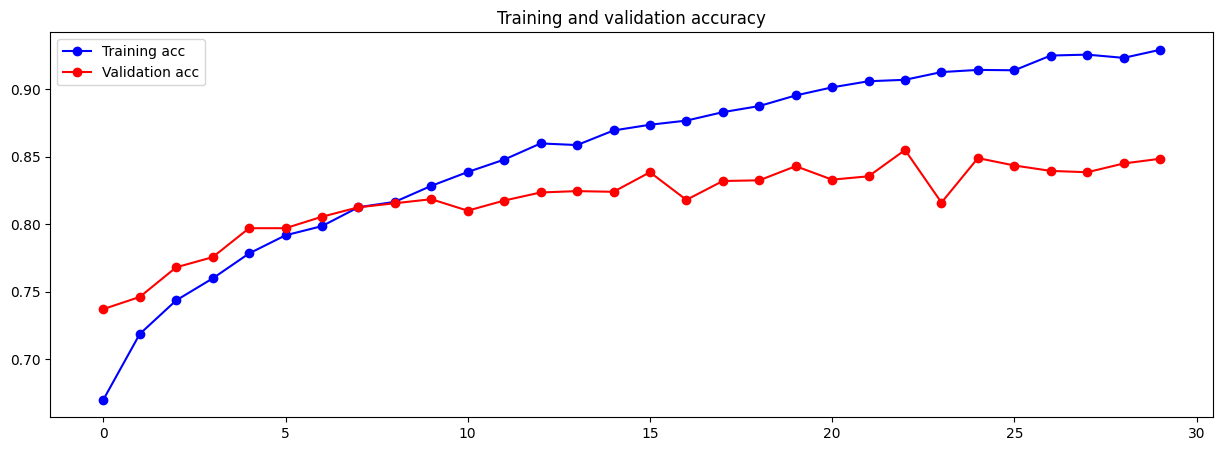 Training and validation accuracy
Training acc
Validation acc
0.90
0.85
0.80
0.75
0.70
0 5 10 15 20 25 30